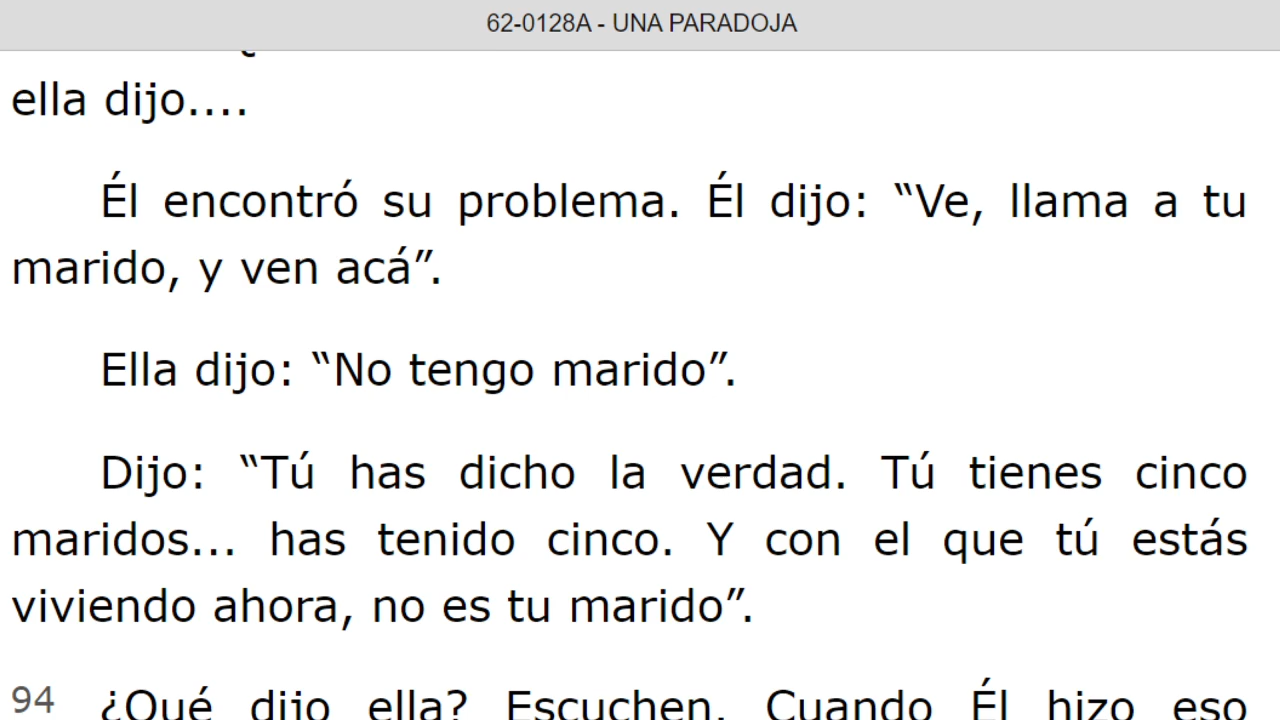 62-0128A - UNA PARADOJA
ella dijo....
Él encontró su problema. Él dijo: “Ve, llama a tu
marido, y ven acá”.
Ella dijo: “No tengo marido”.
Dijo: “Tú has dicho la verdad. Tú tienes cinco
maridos... has tenido cinco. Y con el que tú estás
viviendo ahora, no es tu marido”.
94 ¿Qué dijo ella? Escuchen. Cuando Él hizo eso